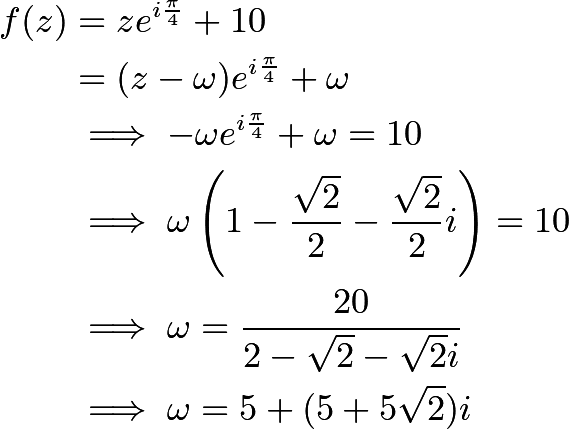 f(z) = ze^{i\frac{\pi}{4}} + 10
= (z - \omega)e^{i\frac{\pi}{4}} + \omega
\implies -\omega e^{i\frac{\pi}{4}} + \omega = 10
\implies \omega \left( 1 - \frac{\sqrt{2}}{2} - \frac{\sqrt{2}}{2}i \right) = 10
\implies \omega = \frac{20}{2 - \sqrt{2} - \sqrt{2}i}
\implies \omega = 5 + (5 + 5\sqrt{2})i